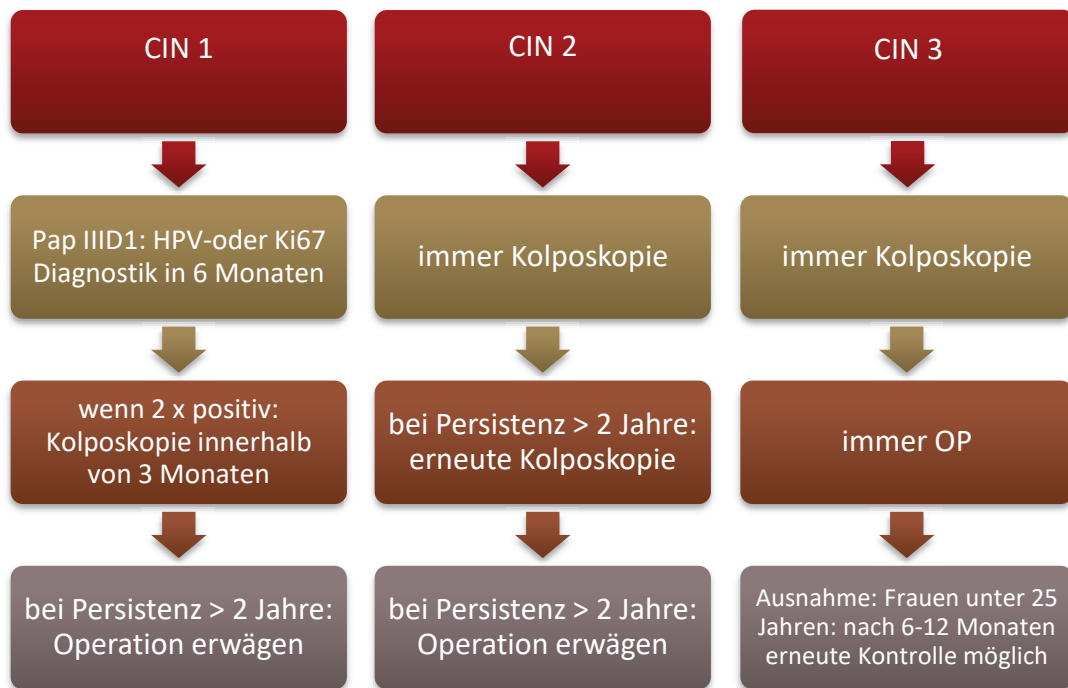 CIN 1
CIN 2
CIN 3
Pap IIID1: HPV-oder Ki67
Diagnostik in 6 Monaten
immer Kolposkopie
immer Kolposkopie
wenn 2 x positiv:
Kolposkopie innerhalb
von 3 Monaten
bei Persistenz > 2 Jahre:
erneute Kolposkopie
immer OP
bei Persistenz > 2 Jahre:
Operation erwägen
bei Persistenz > 2 Jahre:
Operation erwägen
Ausnahme: Frauen unter 25
Jahren: nach 6-12 Monaten
erneute Kontrolle möglich